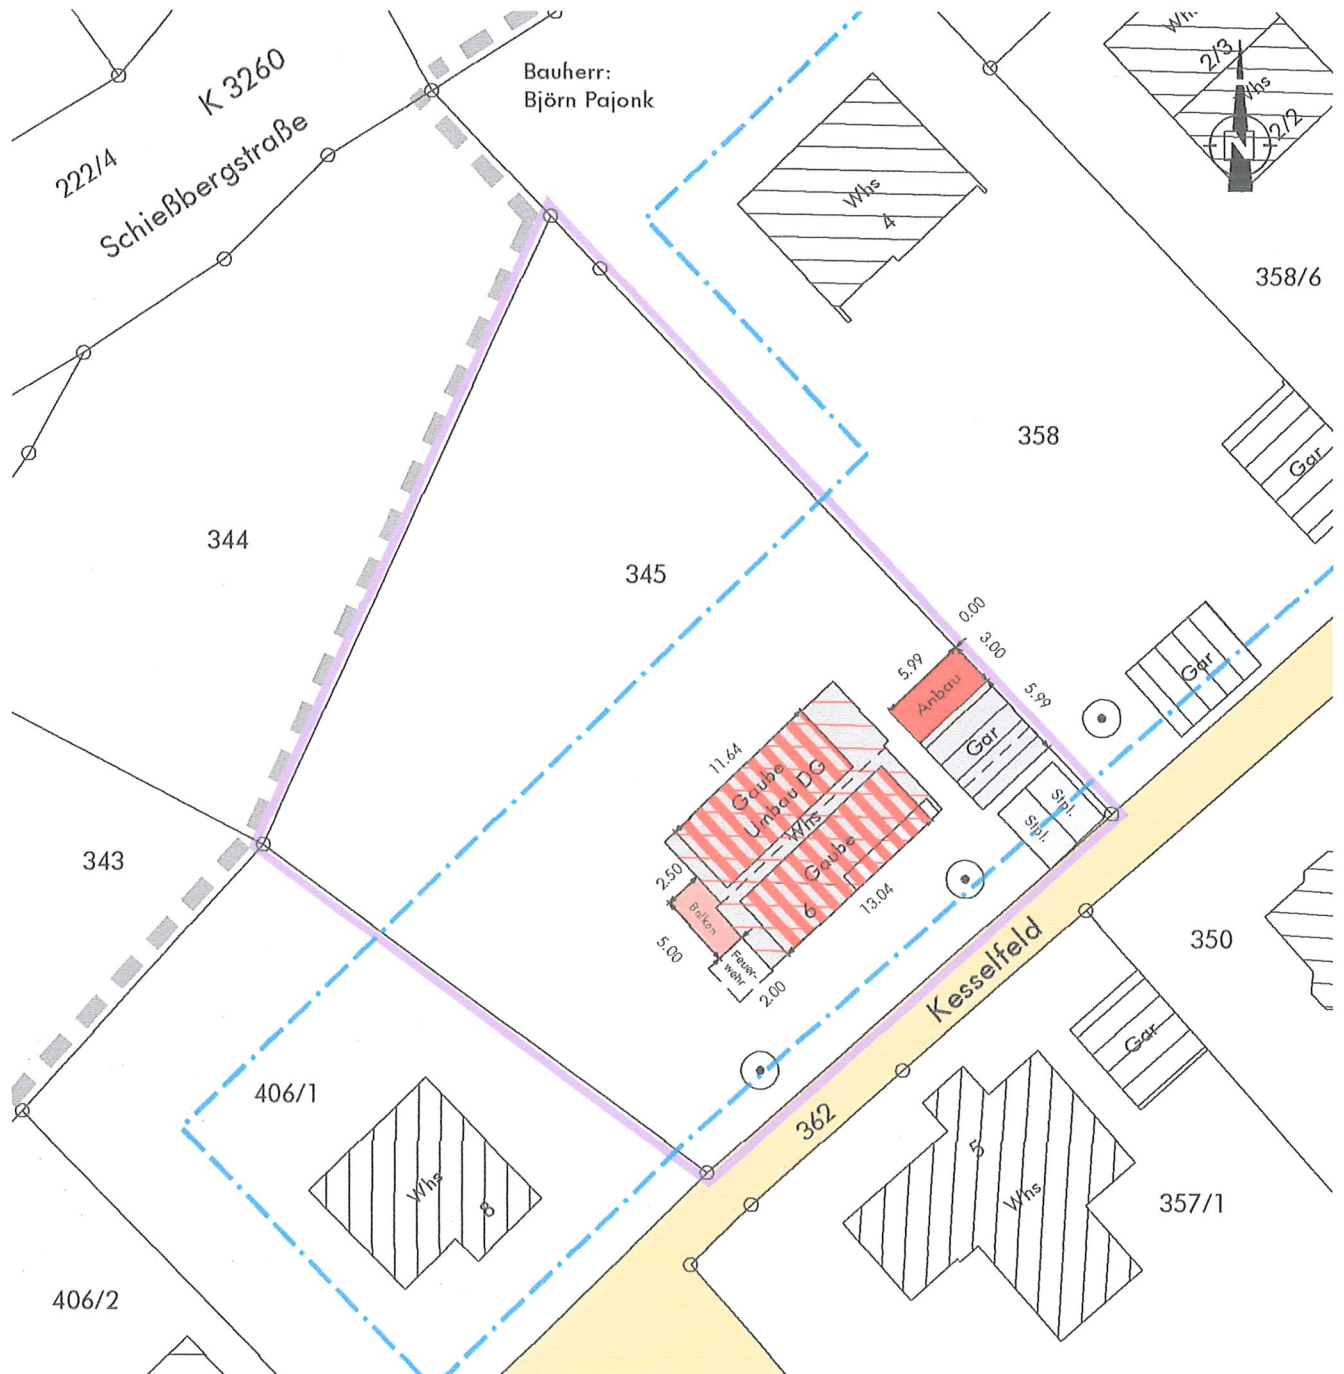 K 3260
Schießbergstraße
222/4
Bauherr:
Björn Pajonk
Whs
4
Wh
2/3
Whs
2/2
N
358/6
358
Gar
344
345
0.00
3.00
5.99
5.99
Anbau
Gar
Gar
Stpl.
Stpl.
11.64
Gaube
Umbau DG
Whs
Gaube
6
13.04
2.50
Balkon
5.00
Feuer-
wehr
2.00
343
Kesselfeld
350
Gar
362
406/1
Whs
8
5
Whs
357/1
406/2